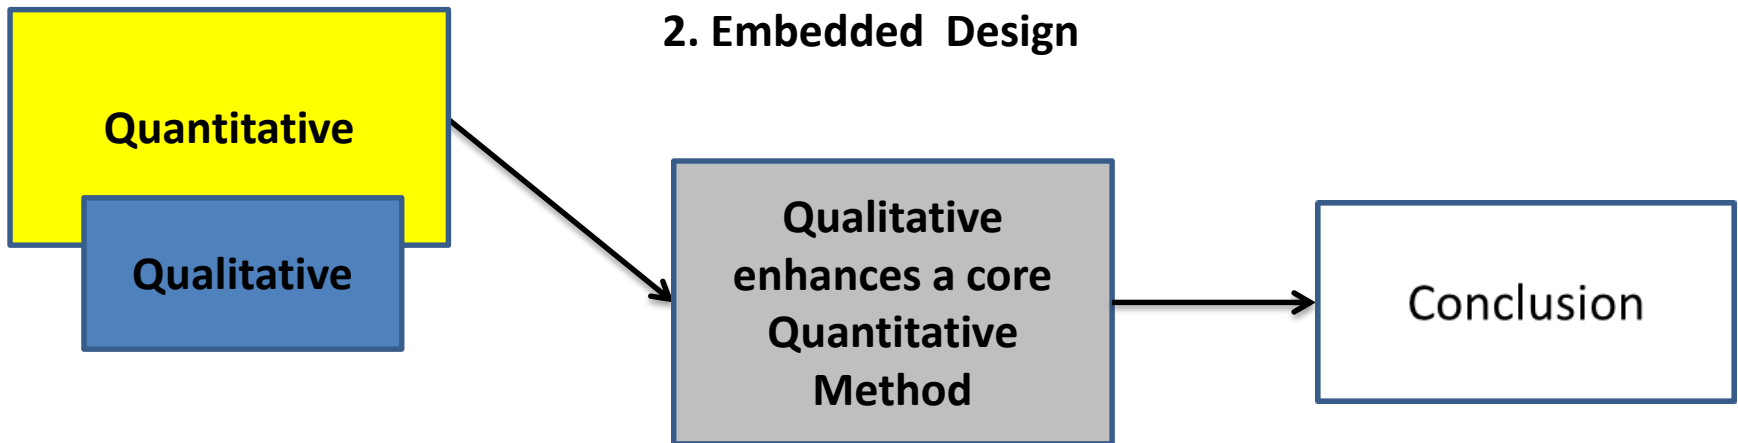 2. Embedded  Design
Quantitative
Qualitative
Qualitative
enhances a core
Quantitative
Method
Conclusion